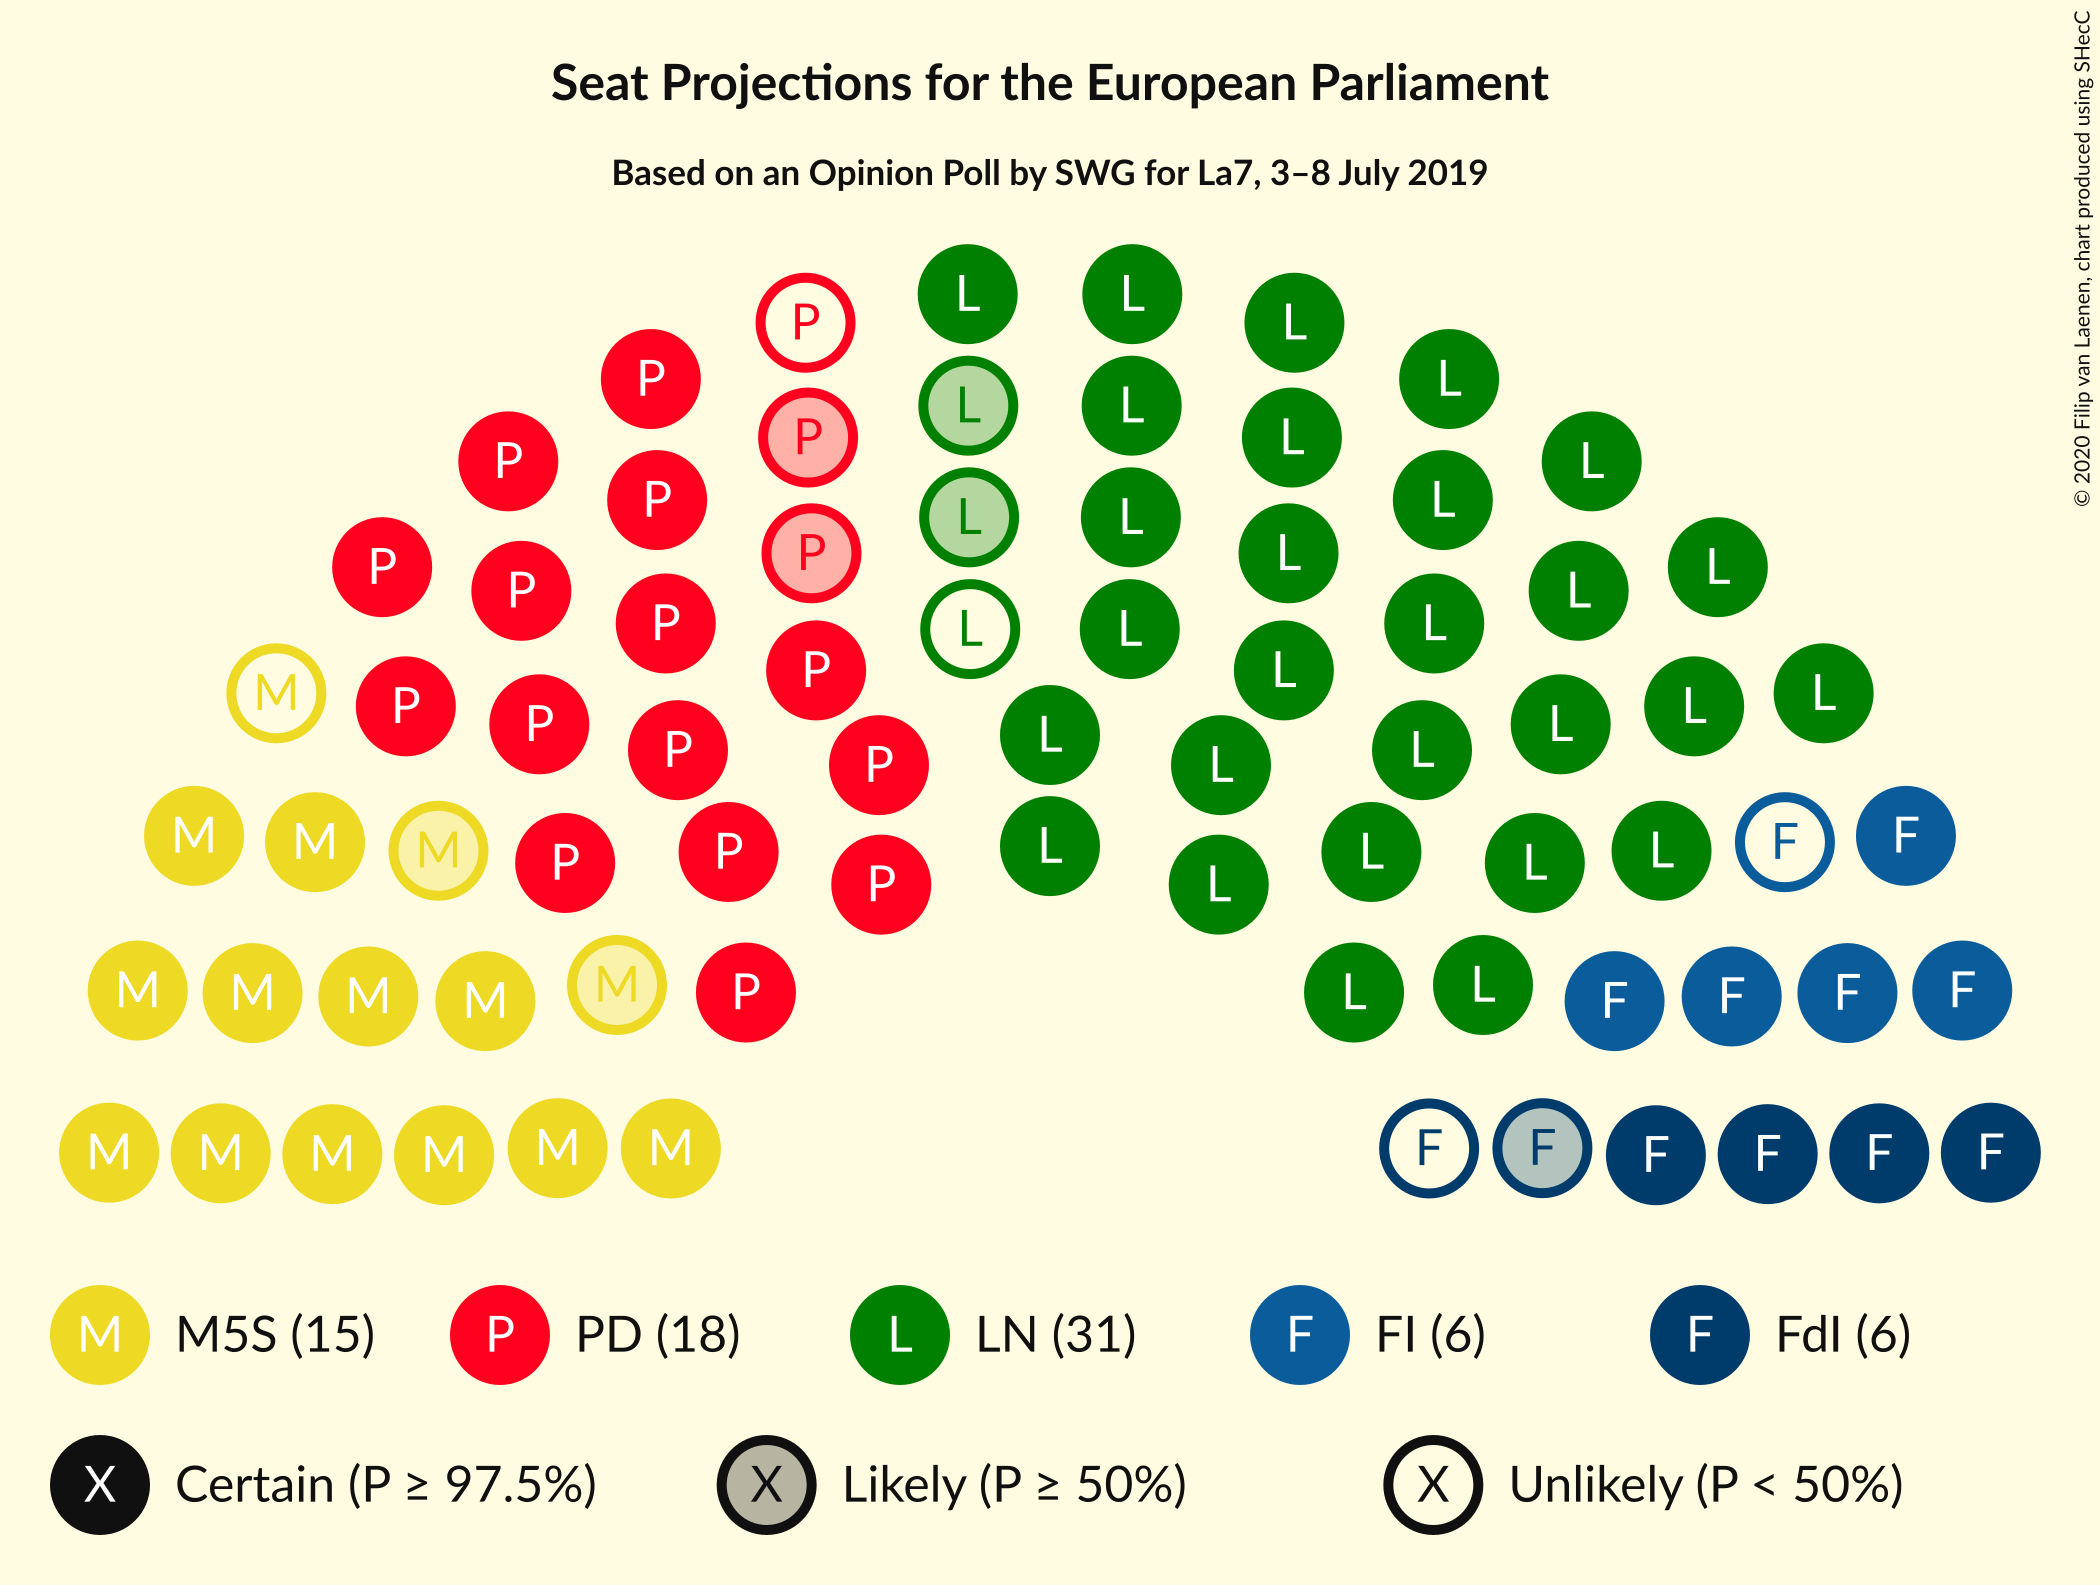 Seat Projections for the European Parliament
Based on an Opinion Poll by SWG for La7, 3–8 July 2019
© 2020 Filip van Laenen, chart produced using SHecC
L L
P L L
P L
L L
P L
P L
P L
P L
L L
P L
P L
P L
L L
P L
P L
P L
M L
P L
P L
P L
L
P L
M F
M F
L
M L
P L
P L
P L
M L
M F
M F
M F
M F
P L
M F
M F
M F
M F
M F
M F
M M5S (15) P PD (18) L LN (31) F FI (6) F FdI (6)
X Certain (P ≥ 97.5%) X Likely (P ≥ 50%) X Unlikely (P < 50%)